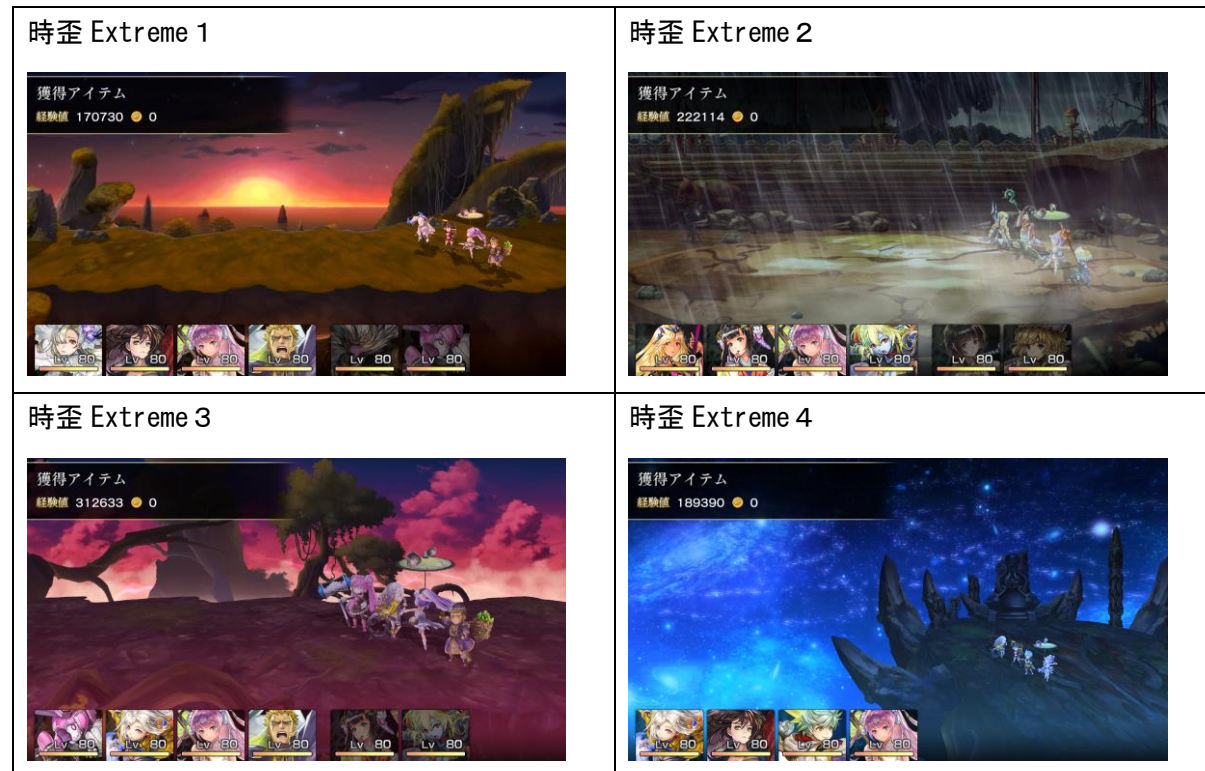 時歪 Extreme１
獲得アイテム
経験値 170730 0
Lv 80 Lv 80 Lv 80 Lv 80 Lv 80 Lv 80
時歪 Extreme２
獲得アイテム
経験値 222114 0
Lv 80 Lv 80 Lv 80 Lv 80 Lv 80 Lv 80
時歪 Extreme３
獲得アイテム
経験値 312633 0
Lv 80 Lv 80 Lv 80 Lv 80 Lv 80 Lv 80
時歪 Extreme４
獲得アイテム
経験値 189390 0
Lv 80 Lv 80 Lv 80 Lv 80